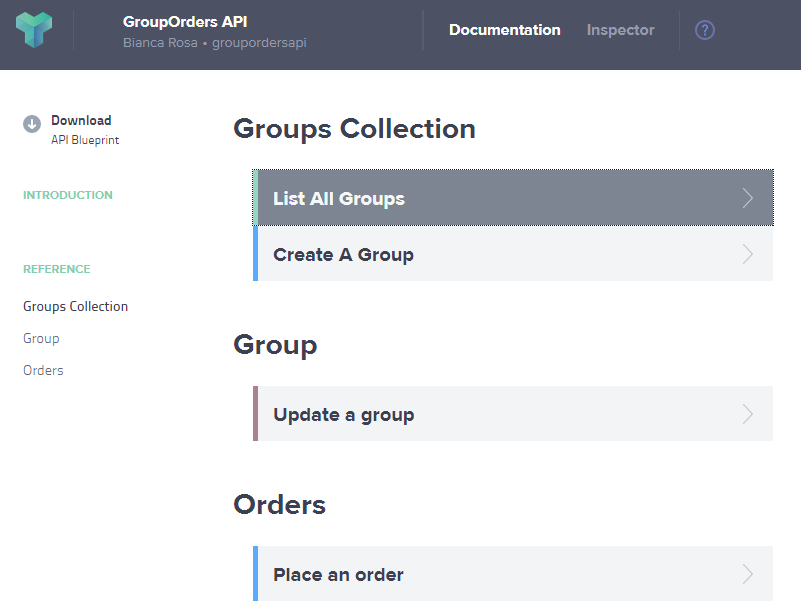 GroupOrders API
Bianca Rosa • groupordersapi
Documentation
Inspector
?
Download
API Blueprint
INTRODUCTION
REFERENCE
Groups Collection
Group
Orders
Groups Collection
List All Groups
Create A Group
Group
Update a group
Orders
Place an order